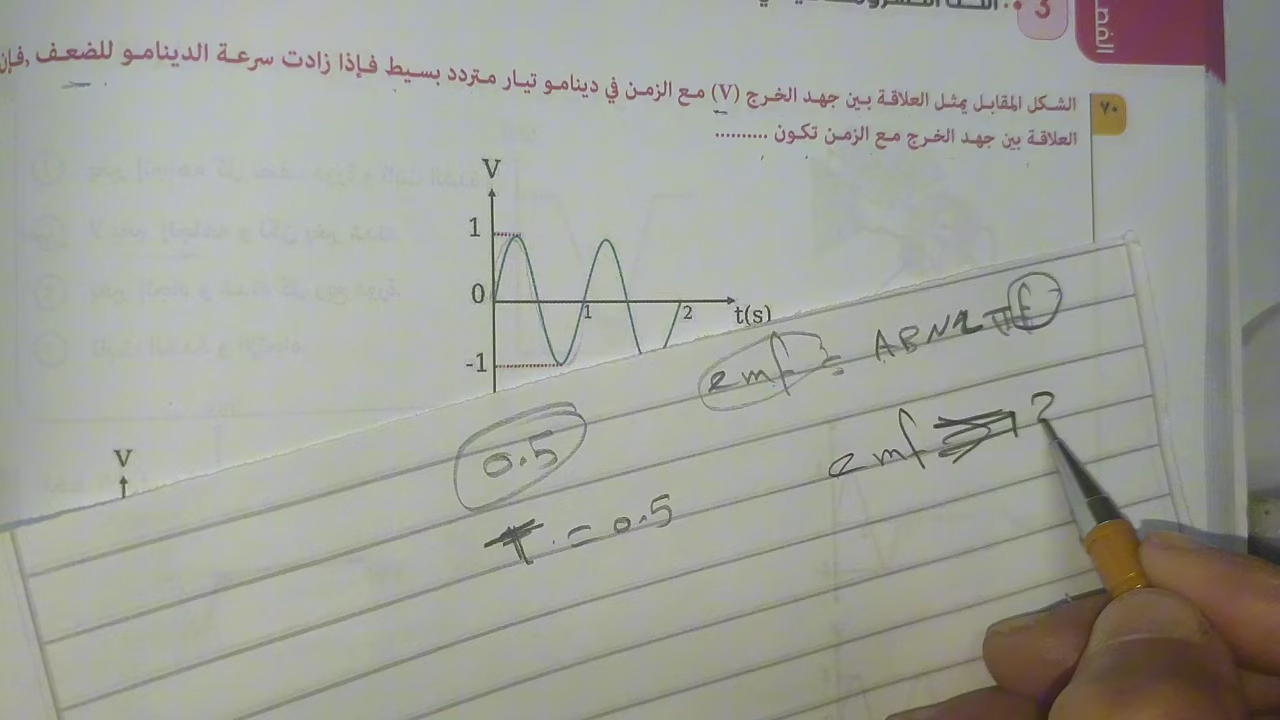 3
الفص
٧٠
الشكل المقابل يمثل العلاقة بين جهد الخرج (V) مع الزمن في دينامو تيار متردد بسيط فإذا زادت سرعة الدينامو للضعف ,فإن
العلاقة بين جهد الخرج مع الزمن تكون ..........
V
1
0
1
2
t(s)
-1
emf = ABN2πf
0.5
emf = ?
T = 0.5
V